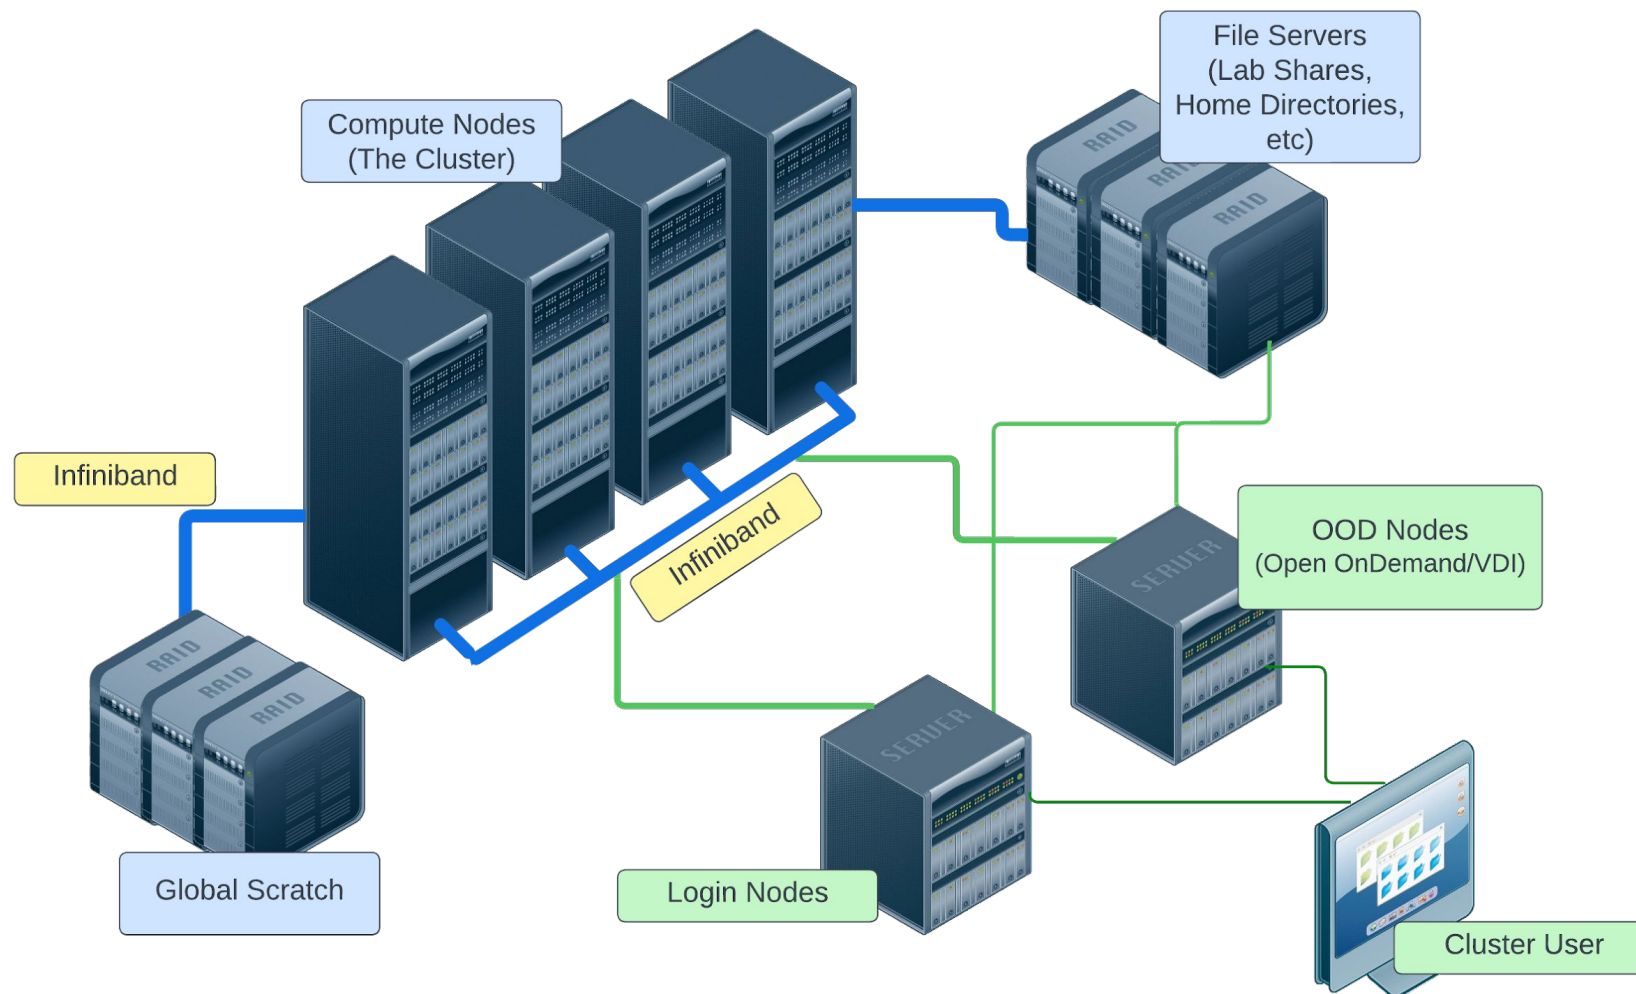 File Servers
(Lab Shares,
Home Directories,
etc)
Compute Nodes
(The Cluster)
RAID
RAID
RAID
Infiniband
Infiniband
OOD Nodes
(Open OnDemand/VDI)
SERVER
RAID
RAID
RAID
SERVER
Global Scratch
Login Nodes
Cluster User